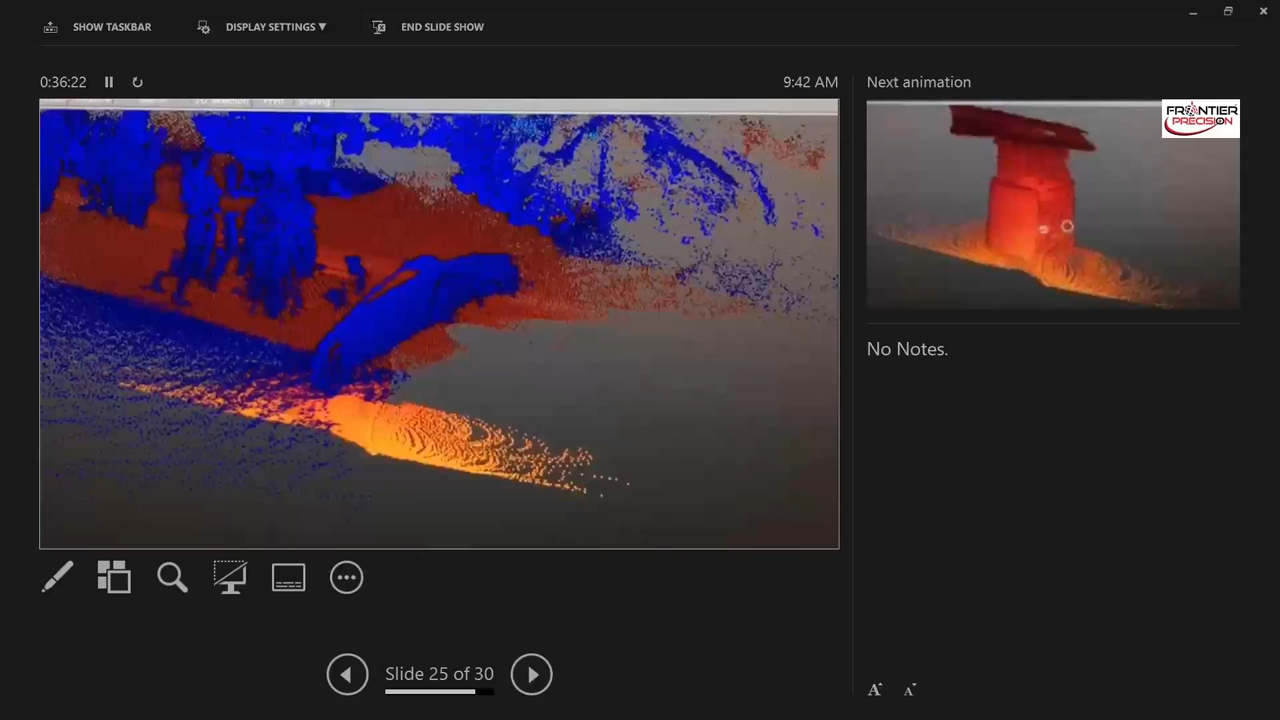 SHOW TASKBAR
DISPLAY SETTINGS ▼
END SLIDE SHOW
0:36:22
9:42 AM
Next animation
FRONTIER
PRECISION
No Notes.
Slide 25 of 30
A
A